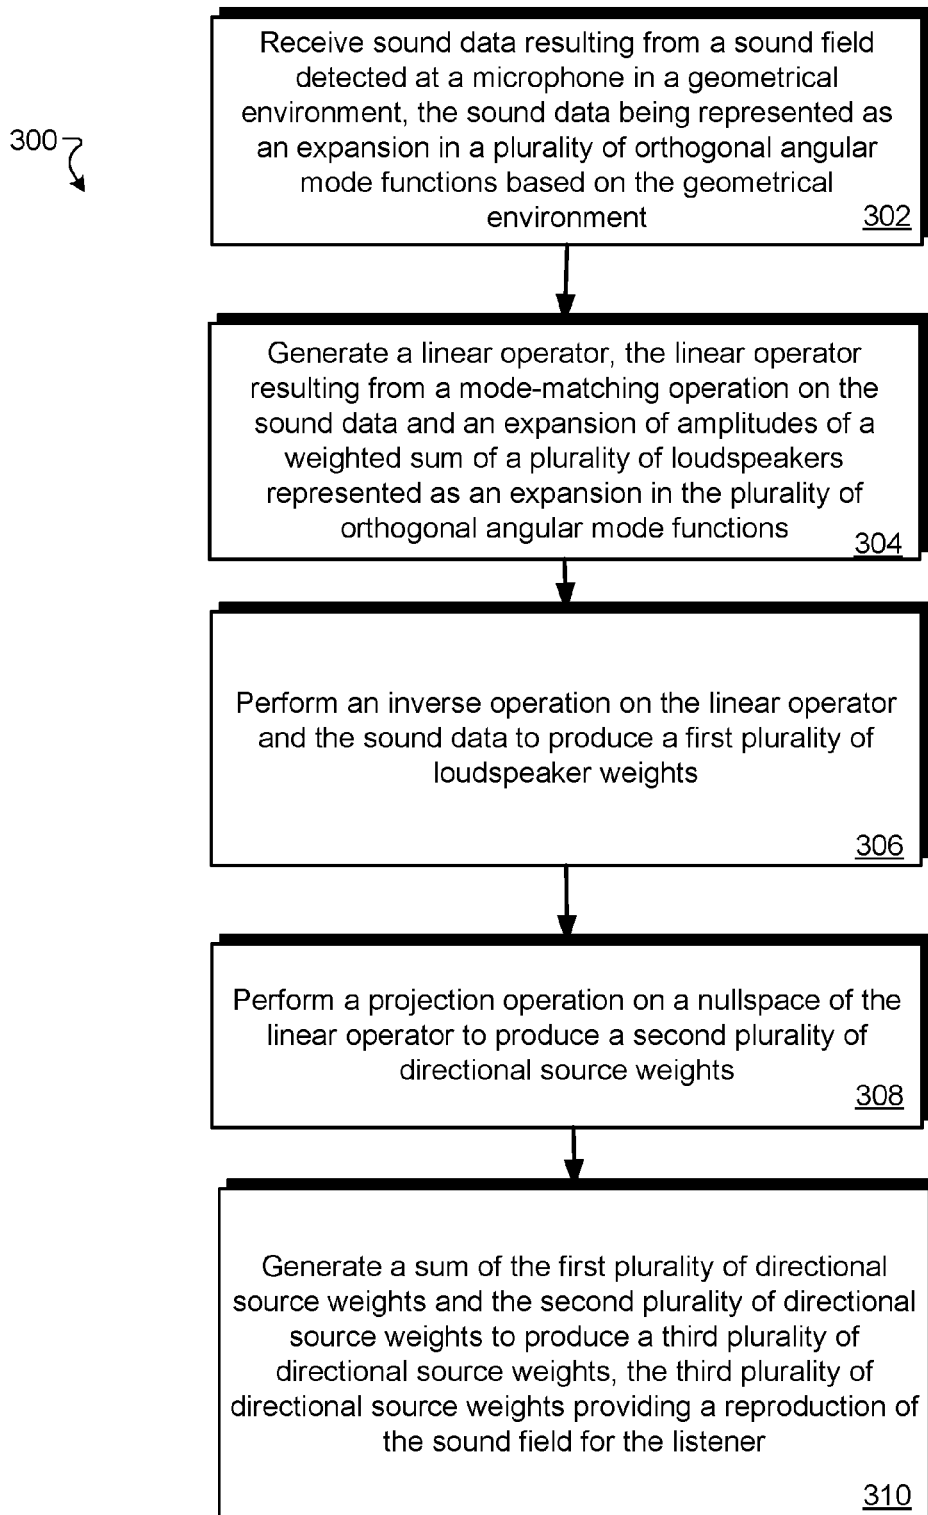 300
Receive sound data resulting from a sound field
detected at a microphone in a geometrical
environment, the sound data being represented as
an expansion in a plurality of orthogonal angular
mode functions based on the geometrical
environment
302
Generate a linear operator, the linear operator
resulting from a mode-matching operation on the
sound data and an expansion of amplitudes of a
weighted sum of a plurality of loudspeakers
represented as an expansion in the plurality of
orthogonal angular mode functions
304
Perform an inverse operation on the linear operator
and the sound data to produce a first plurality of
loudspeaker weights
306
Perform a projection operation on a nullspace of the
linear operator to produce a second plurality of
directional source weights
308
Generate a sum of the first plurality of directional
source weights and the second plurality of directional
source weights to produce a third plurality of
directional source weights, the third plurality of
directional source weights providing a reproduction of
the sound field for the listener
310